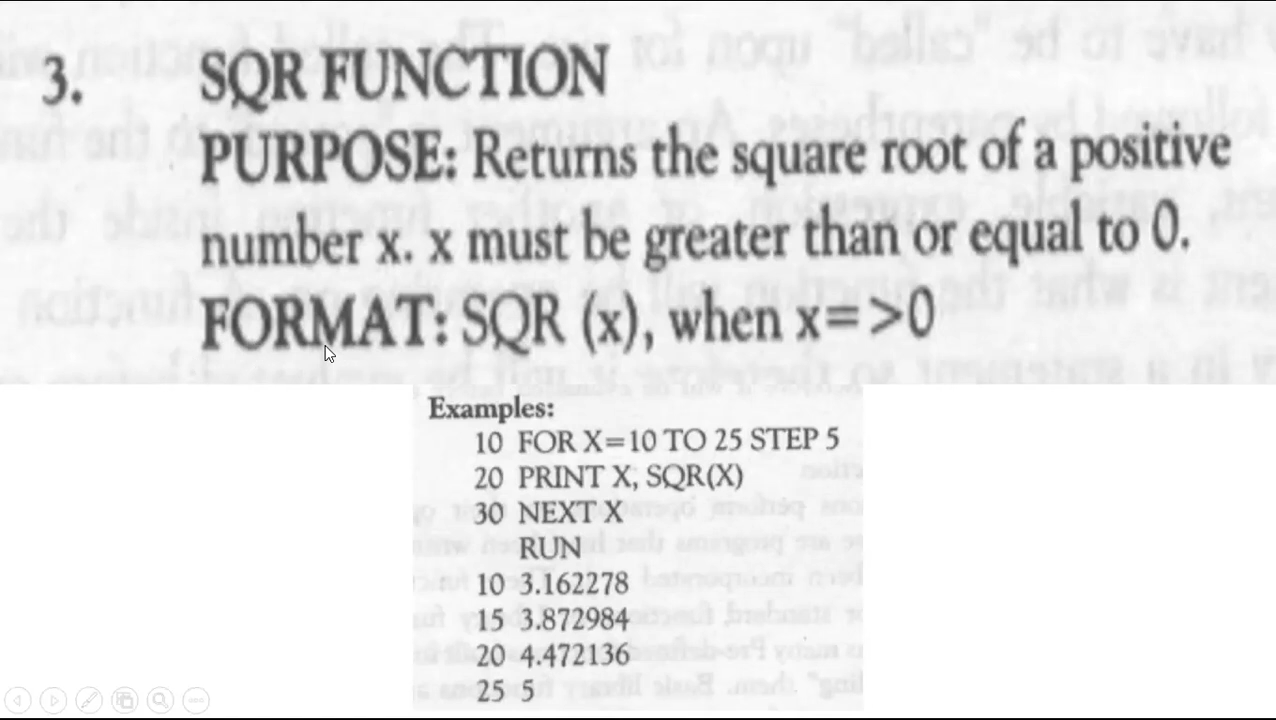 3. SQR FUNCTION
PURPOSE: Returns the square root of a positive
number x. x must be greater than or equal to 0.
FORMAT: SQR (x), when x=>0
Examples:
10 FOR X=10 TO 25 STEP 5
20 PRINT X, SQR(X)
30 NEXT X
RUN
10 3.162278
15 3.872984
20 4.472136
25 5